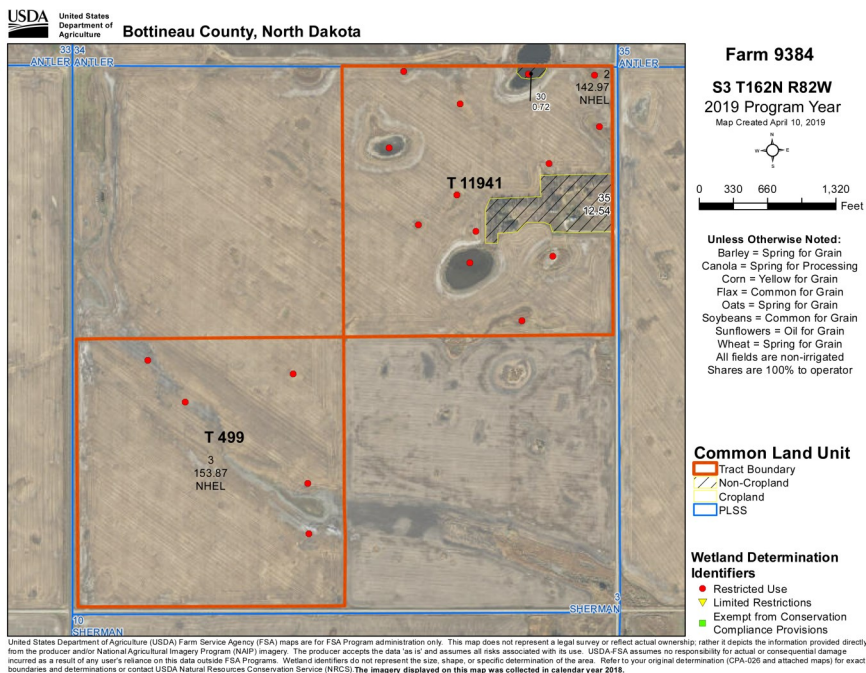 USDA
United States
Department of
Agriculture
Bottineau County, North Dakota
33 34
35
ANTLER ANTLER
ANTLER
2
142.97
NHEL
30
0.72
T 11941
35
12.54
T 499
3
153.87
NHEL
3
SHERMAN
10
SHERMAN
Farm 9384
S3 T162N R82W
2019 Program Year
Map Created April 10, 2019
N
W E
S
0 330 660 1,320
Feet
Unless Otherwise Noted:
Barley = Spring for Grain
Canola = Spring for Processing
Corn = Yellow for Grain
Flax = Common for Grain
Oats = Spring for Grain
Soybeans = Common for Grain
Sunflowers = Oil for Grain
Wheat = Spring for Grain
All fields are non-irrigated
Shares are 100% to operator
Common Land Unit
Tract Boundary
Non-Cropland
Cropland
PLSS
Wetland Determination
Identifiers
Restricted Use
Limited Restrictions
Exempt from Conservation
Compliance Provisions
United States Department of Agriculture (USDA) Farm Service Agency (FSA) maps are for FSA Program administration only. This map does not represent a legal survey or reflect actual ownership; rather it depicts the information provided directly
from the producer and/or National Agricultural Imagery Program (NAIP) imagery. The producer accepts the data 'as is' and assumes all risks associated with its use. USDA-FSA assumes no responsibility for actual or consequential damage
incurred as a result of any user's reliance on this data outside FSA Programs. Wetland identifiers do not represent the size, shape, or specific determination of the area. Refer to your original determination (CPA-026 and attached maps) for exact
boundaries and determinations or contact USDA Natural Resources Conservation Service (NRCS). The imagery displayed on this map was collected in calendar year 2018.